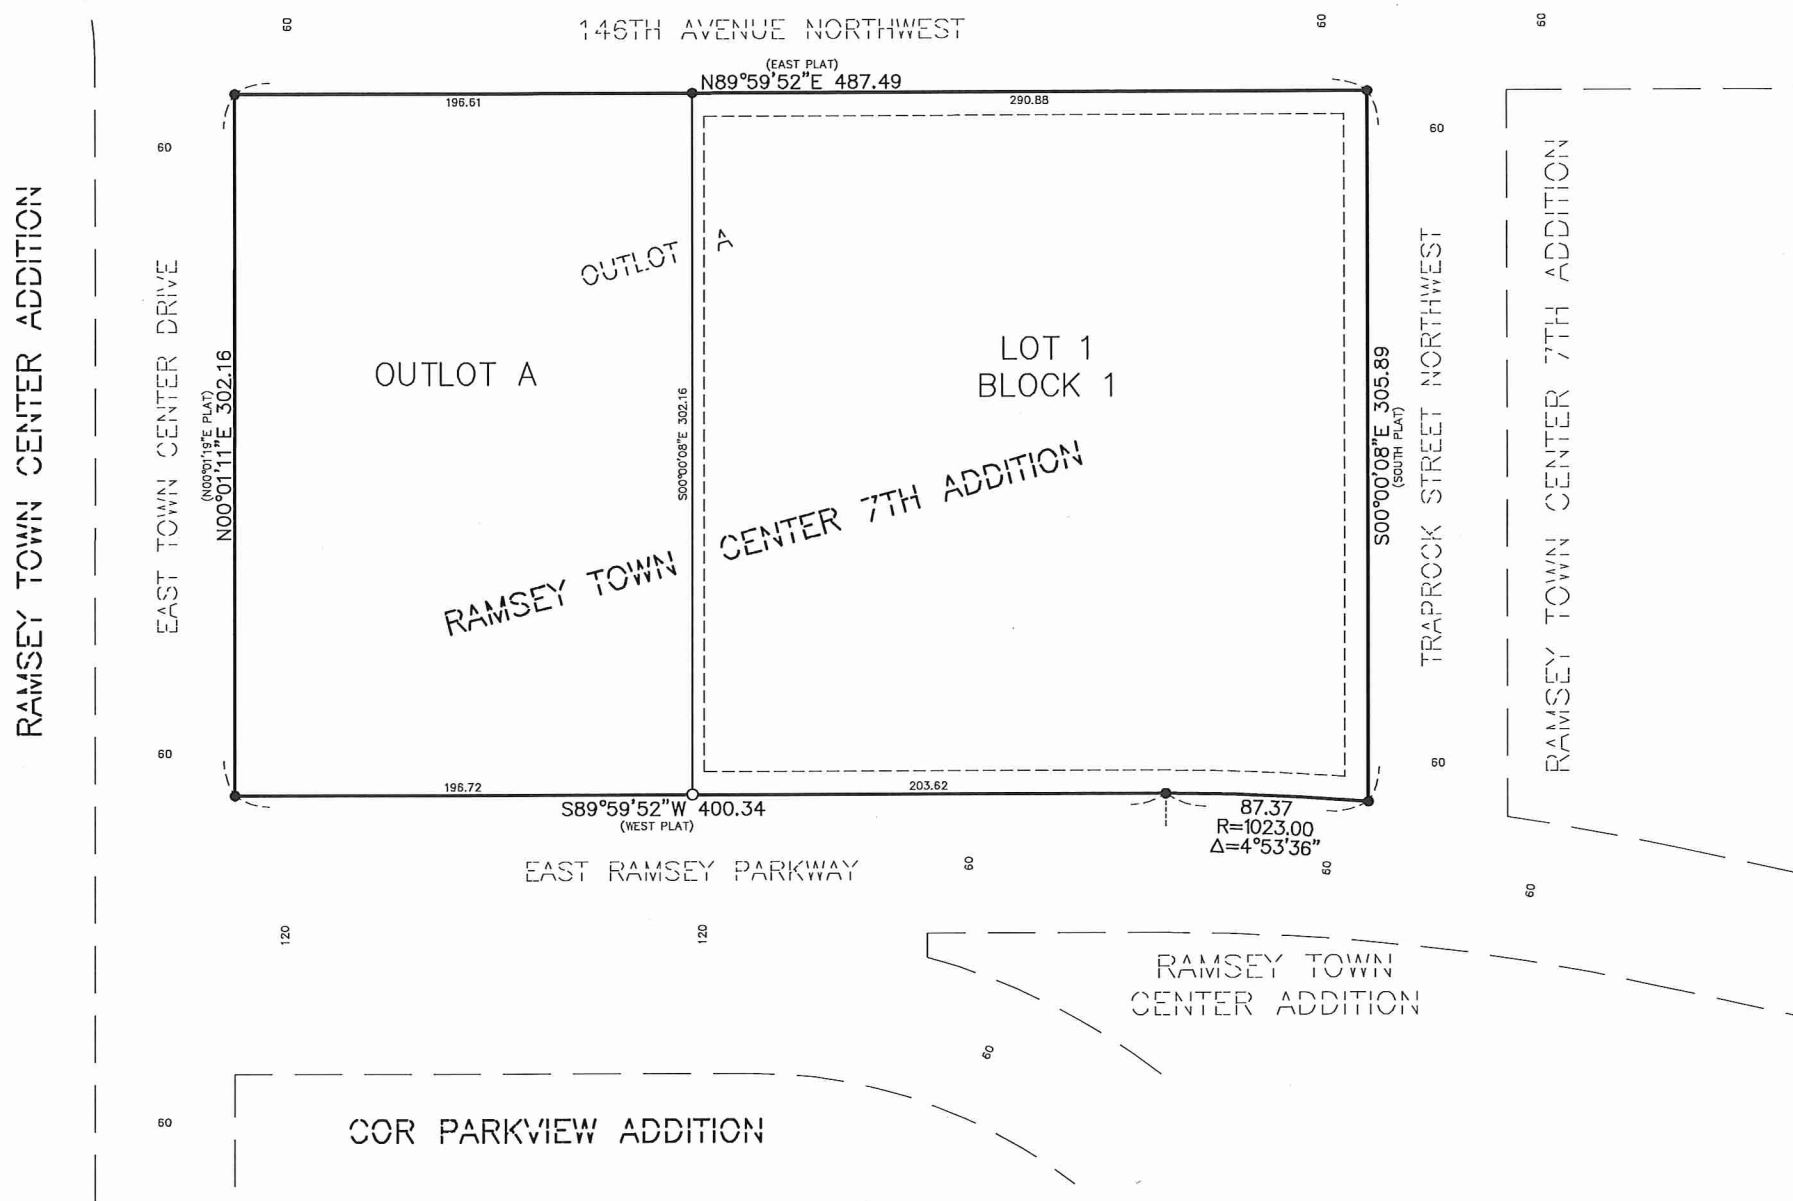 60
146TH AVENUE NORTHWEST
60
60
(EAST PLAT)
N89°59'52"E 487.49
196.61
290.88
60
60
RAMSEY TOWN CENTER ADDITION
EAST TOWN CENTER DRIVE
(N00°01'19"E PLAT)
N00°01'11"E 302.16
OUTLOT A
OUTLOT A
S00°00'08"E 302.16
LOT 1
BLOCK 1
RAMSEY TOWN CENTER 7TH ADDITION
S00°00'08"E 305.89
(SOUTH PLAT)
TRAPROCK STREET NORTHWEST
RAMSEY TOWN CENTER 7TH ADDITION
60
60
196.72
203.62
S89°59'52"W 400.34
(WEST PLAT)
87.37
R=1023.00
Δ=4°53'36"
EAST RAMSEY PARKWAY
60
60
60
120
120
RAMSEY TOWN
CENTER ADDITION
60
60
COR PARKVIEW ADDITION